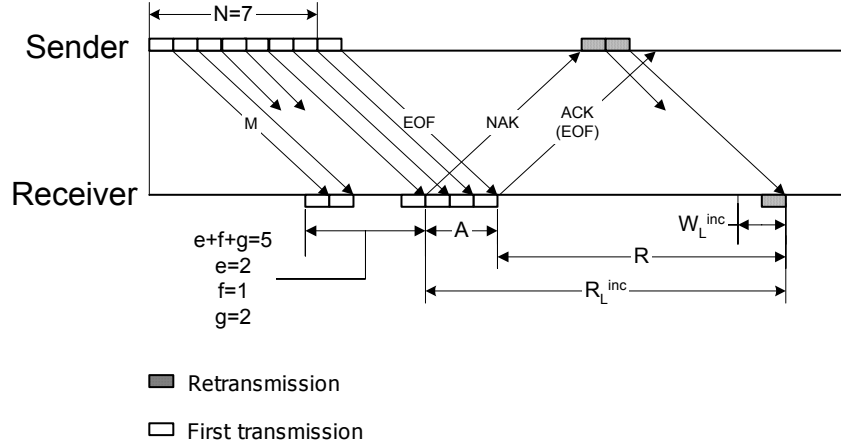 N=7
Sender
M
EOF
NAK
ACK
(EOF)
Receiver
A
W_L^inc
R
R_L^inc
e+f+g=5
e=2
f=1
g=2
Retransmission
First transmission